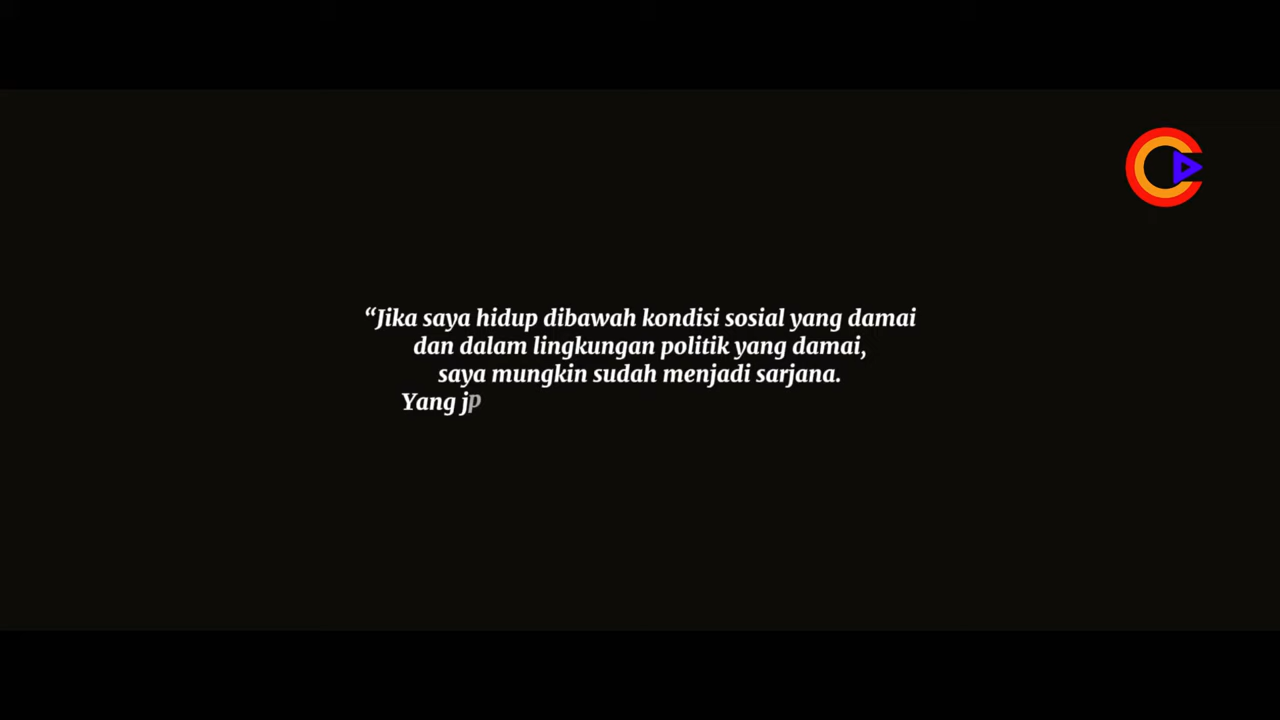 “Jika saya hidup dibawah kondisi sosial yang damai
dan dalam lingkungan politik yang damai,
saya mungkin sudah menjadi sarjana.
Yang